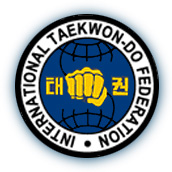 INTERNATIONAL TAEKWON-DO FEDERATION
태권